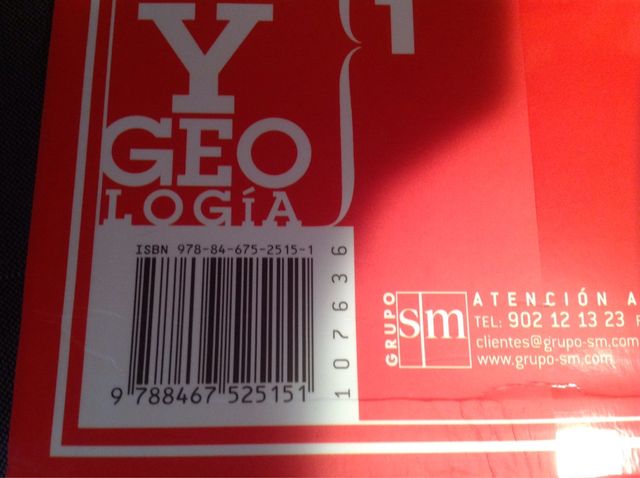 Y
GEO
LOGÍA
1
ISBN 978-84-675-2515-1
9 788467 525151
107636
GRUPO
sm
ATENCIÓN A
TEL: 902 12 13 23
clientes@grupo-sm.com
www.grupo-sm.com